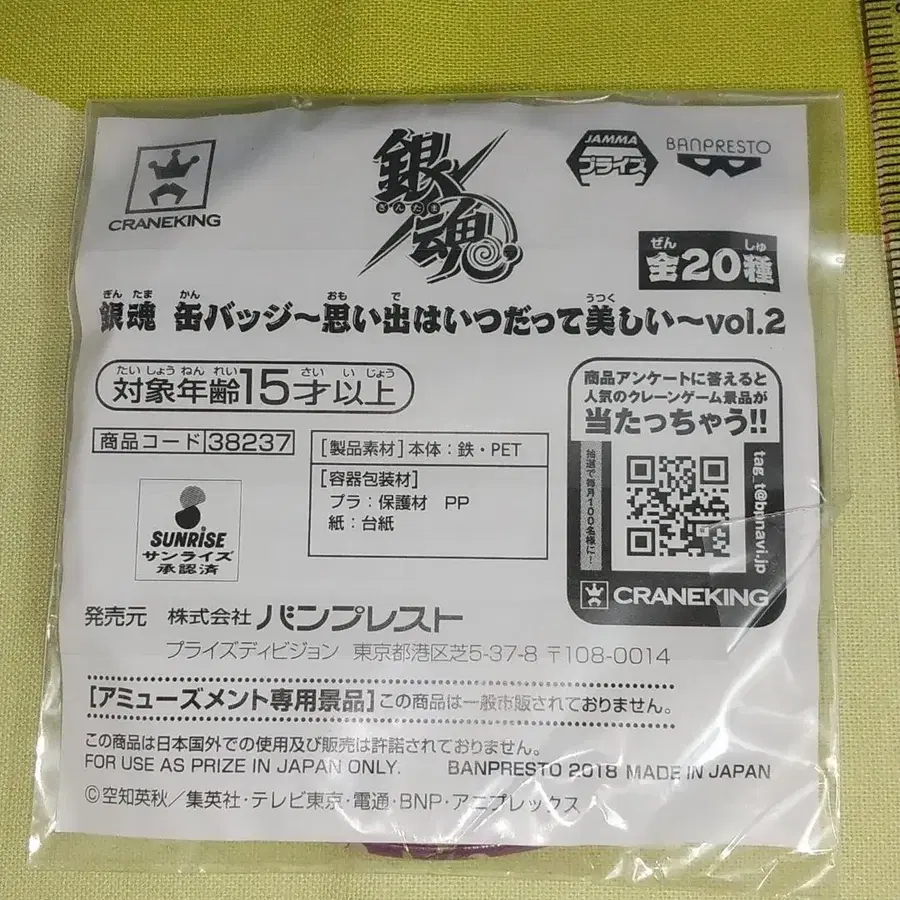 CRANEKING
銀魂
ぎんたま
JAMMA
プライズ
BANPRESTO
ぜん しゅ
全20種
ぎん たま かん おも で うつく
銀魂 缶バッジ～思い出はいつだって美しい～vol.2
たい しょう ねん れい さい い じょう
対象年齢15才以上
商品コード 38237
[製品素材] 本体：鉄・PET
[容器包装材]
プラ：保護材 PP
紙：台紙
SUNRISE
サンライズ
承認済
商品アンケートに答えると
人気のクレーンゲーム景品が
当たっちゃう!!
抽選で毎月100名様に!
tag_t@bpnavi.jp
CRANEKING
発売元 株式会社 バンプレスト
プライズディビジョン 東京都港区芝5-37-8 〒108-0014
[アミューズメント専用景品] この商品は一般市販されておりません。
この商品は日本国外での使用及び販売は許諾されておりません。
FOR USE AS PRIZE IN JAPAN ONLY. BANPRESTO 2018 MADE IN JAPAN
©空知英秋／集英社・テレビ東京・電通・BNP・アニプレックス